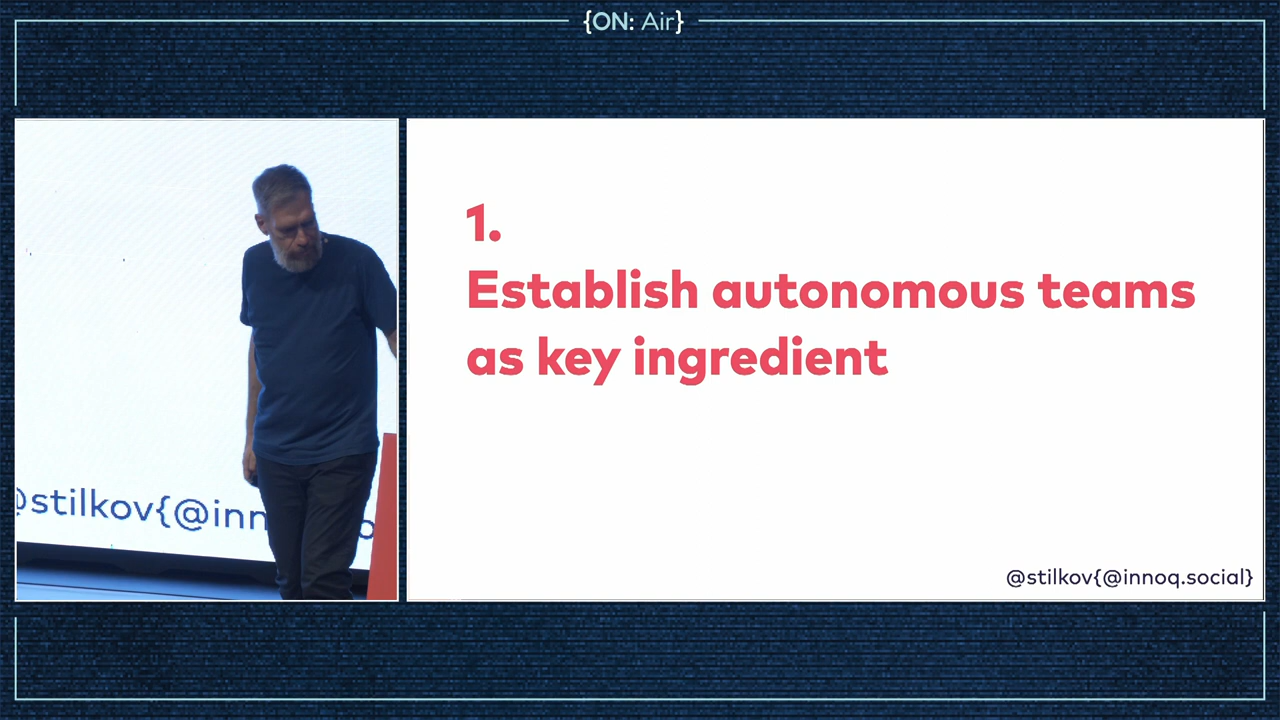 {ON: Air}
1.
Establish autonomous teams
as key ingredient
@stilkov{@innoq.social}
@stilkov{@inn